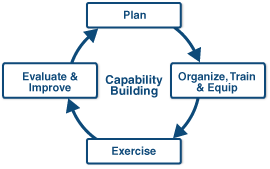 Plan
Evaluate &
Improve
Capability
Building
Organize, Train
& Equip
Exercise